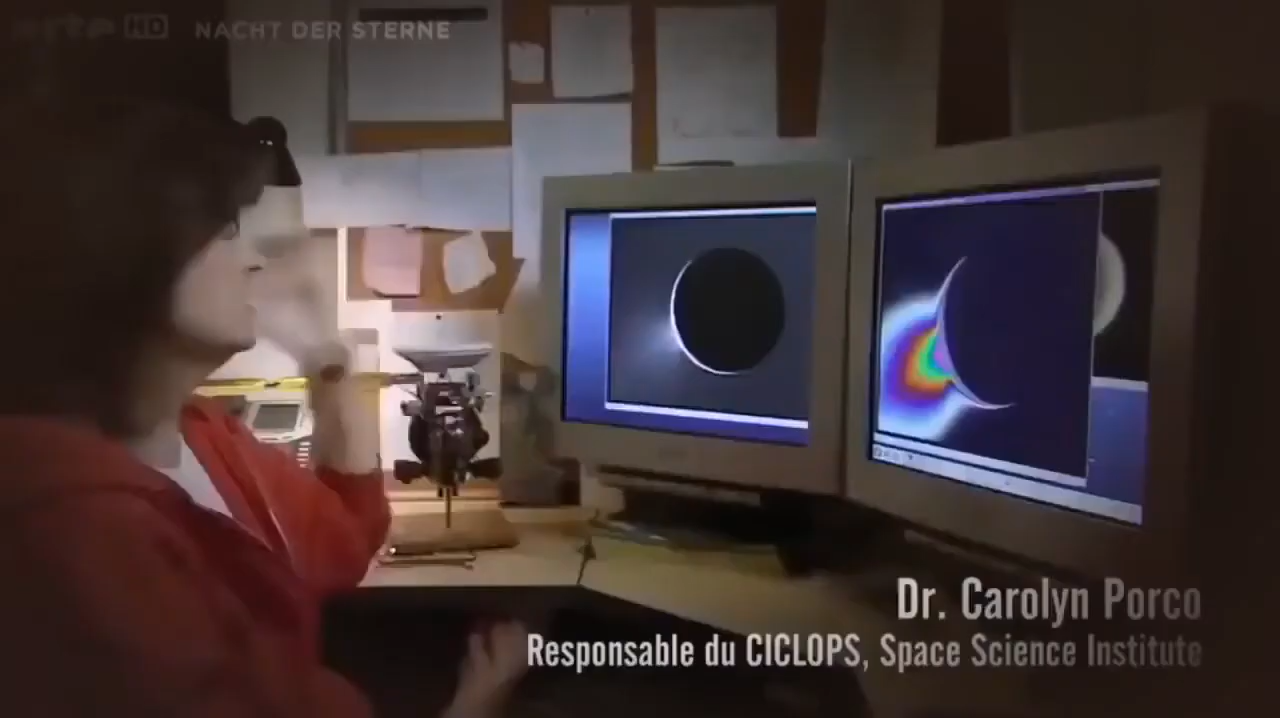 arte HD NACHT DER STERNE
Dr. Carolyn Porco
Responsable du CICLOPS, Space Science Institute